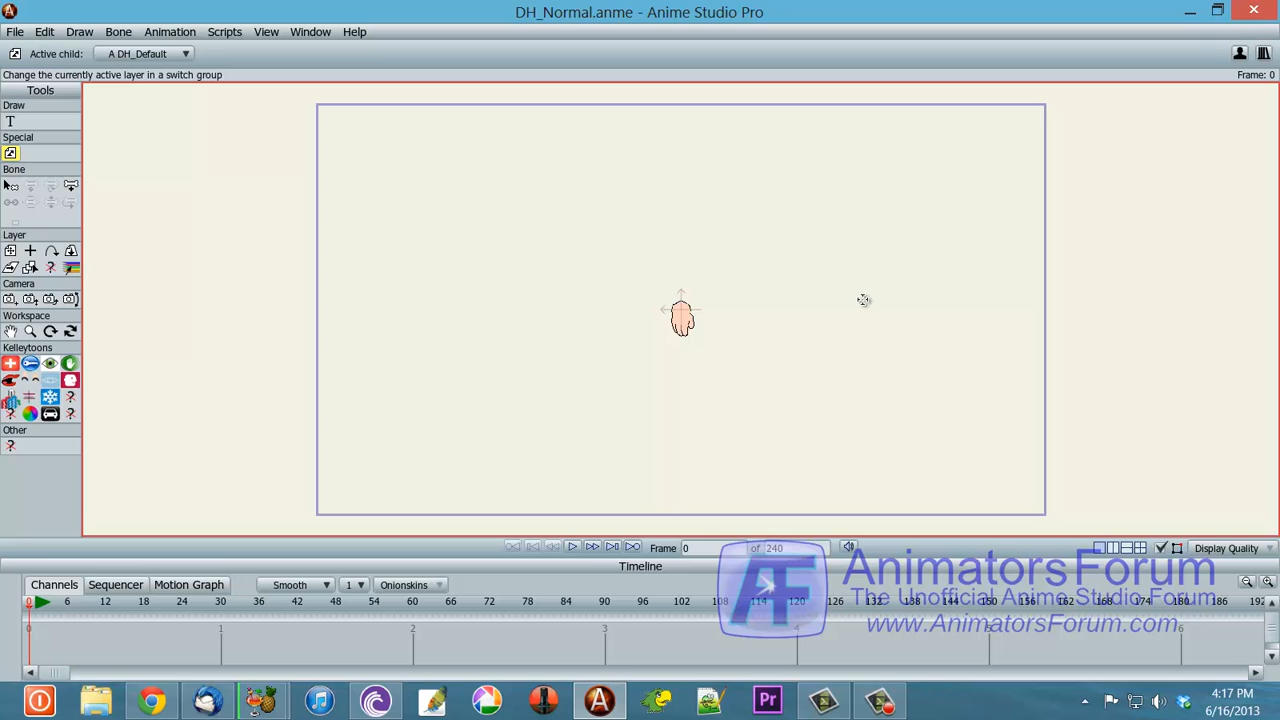 DH_Normal.anme - Anime Studio Pro
File Edit Draw Bone Animation Scripts View Window Help
Active child: A DH_Default
Change the currently active layer in a switch group Frame: 0
Tools
Draw
T
Special
Bone
Layer
Camera
Workspace
Kelleytoons
Other
Frame 0 of 240 Display Quality
Timeline
Channels Sequencer Motion Graph Smooth 1 Onionskins
0 6 12 18 24 30 36 42 48 54 60 66 72 78 84 90 96 102 108 114 120 126 132 138 144 150 156 162 168 174 180 186 192
0 1 2 3 4 5 6
AF AnimatorsForum
The Unofficial Anime Studio Forum
www.AnimatorsForum.com
A Pr 4:17 PM
6/16/2013